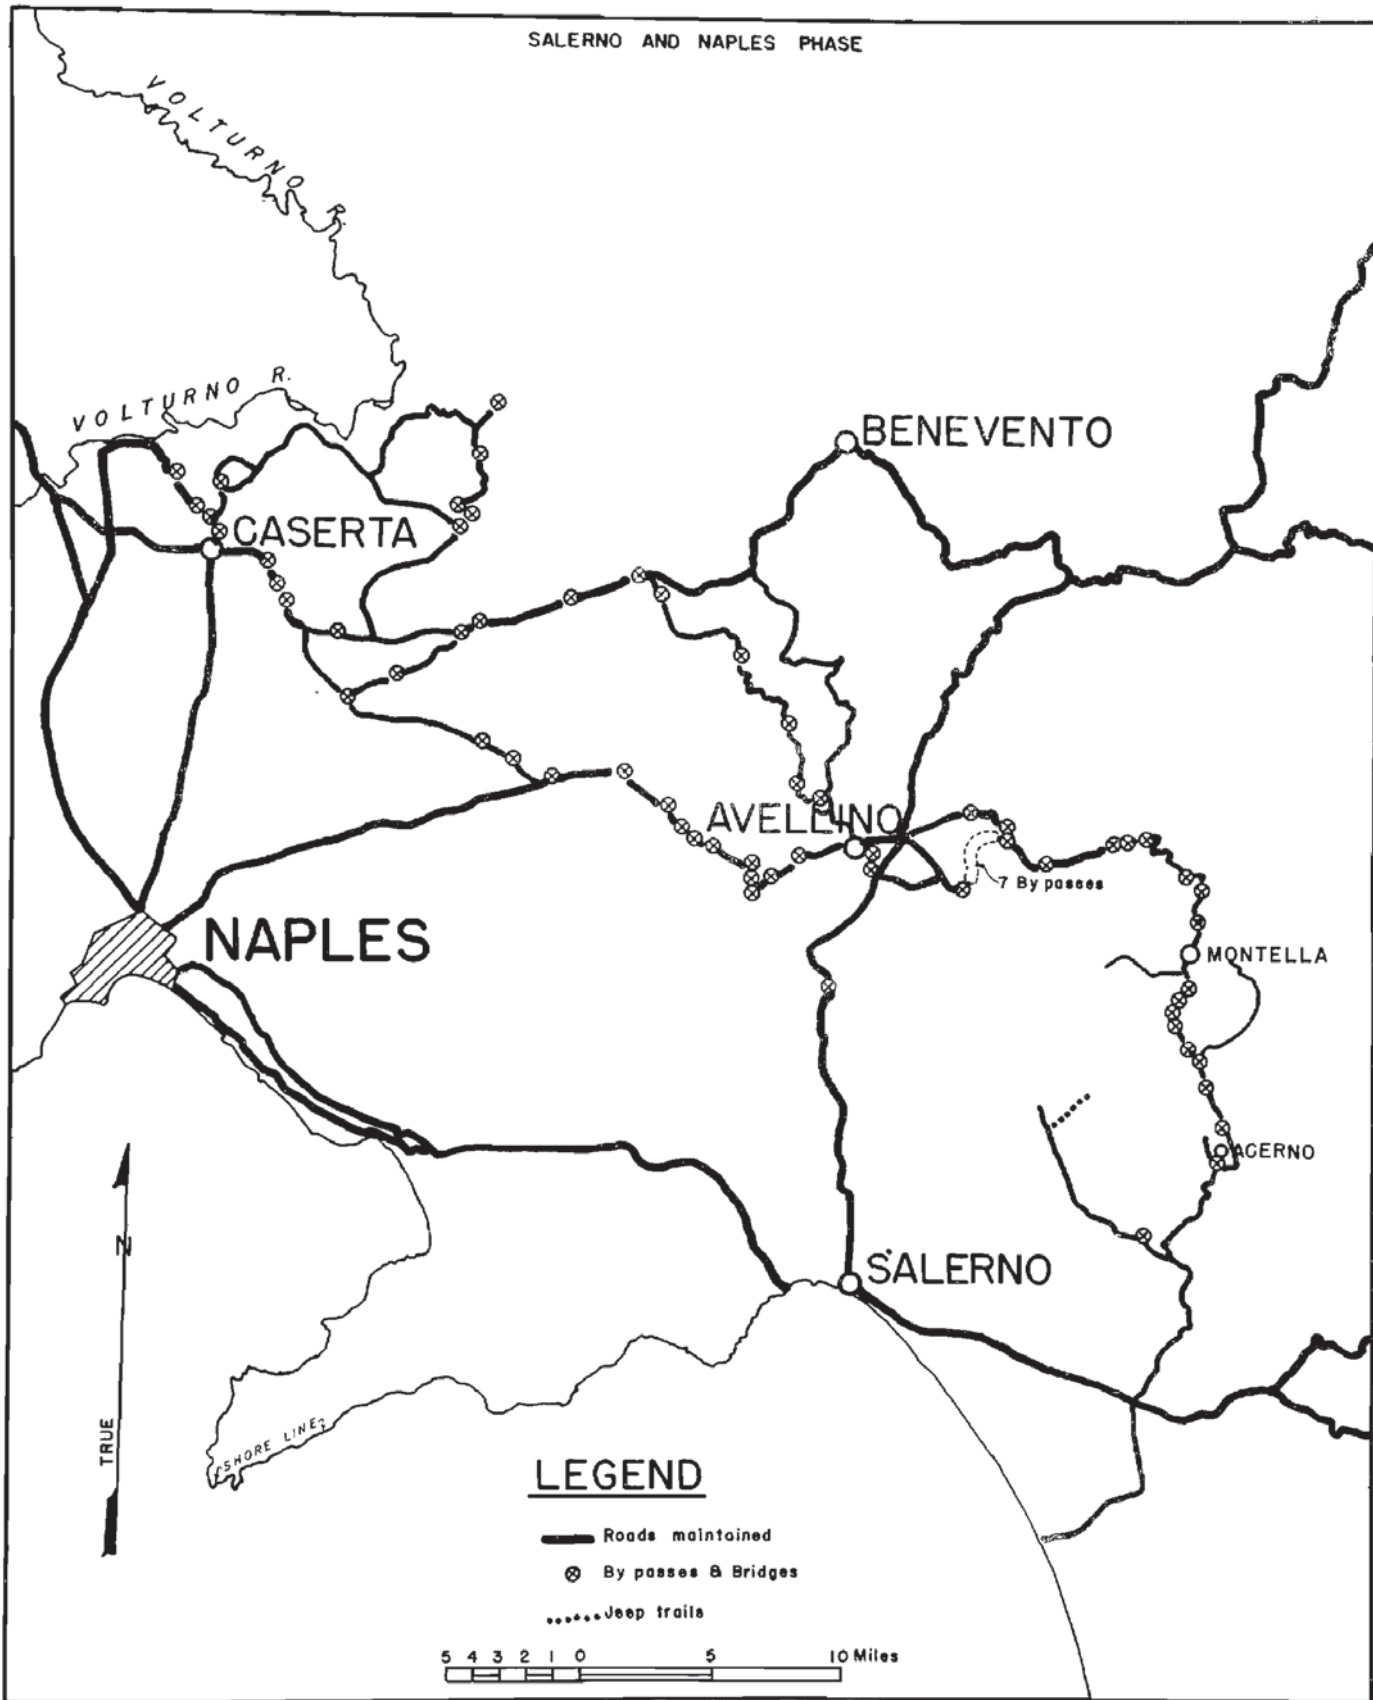 SALERNO AND NAPLES PHASE
VOLTURNO R.
VOLTURNO R.
BENEVENTO
CASERTA
AVELLINO
7 By passes
NAPLES
MONTELLA
ACERNO
N
SALERNO
TRUE
SHORE LINE
LEGEND
Roads maintained
By passes & Bridges
Jeep trails
5 4 3 2 1 0 5 10 Miles